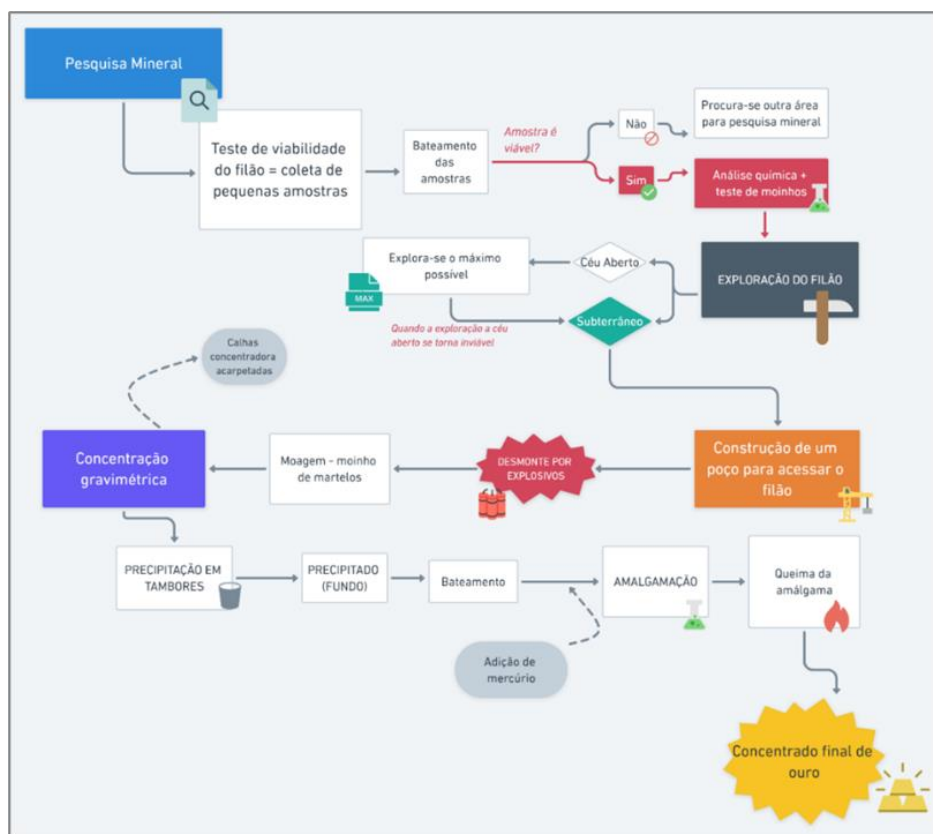 Pesquisa Mineral
Teste de viabilidade
do filão = coleta de
pequenas amostras
Bateamento
das
amostras
Amostra é
viável?
Não
Procura-se outra área
para pesquisa mineral
Sim
Análise química +
teste de moinhos
Explora-se o máximo
possível
MAX
Céu Aberto
EXPLORAÇÃO DO FILÃO
Subterrâneo
Quando a exploração a céu
aberto se torna inviável
Calhas
concentradora
acarpetadas
Concentração
gravimétrica
Moagem - moinho
de martelos
DESMONTE POR
EXPLOSIVOS
Construção de um
poço para acessar o
filão
PRECIPITAÇÃO EM
TAMBORES
PRECIPITADO
(FUNDO)
Bateamento
AMALGAMAÇÃO
Queima da
amálgama
Adição de
mercúrio
Concentrado final de
ouro